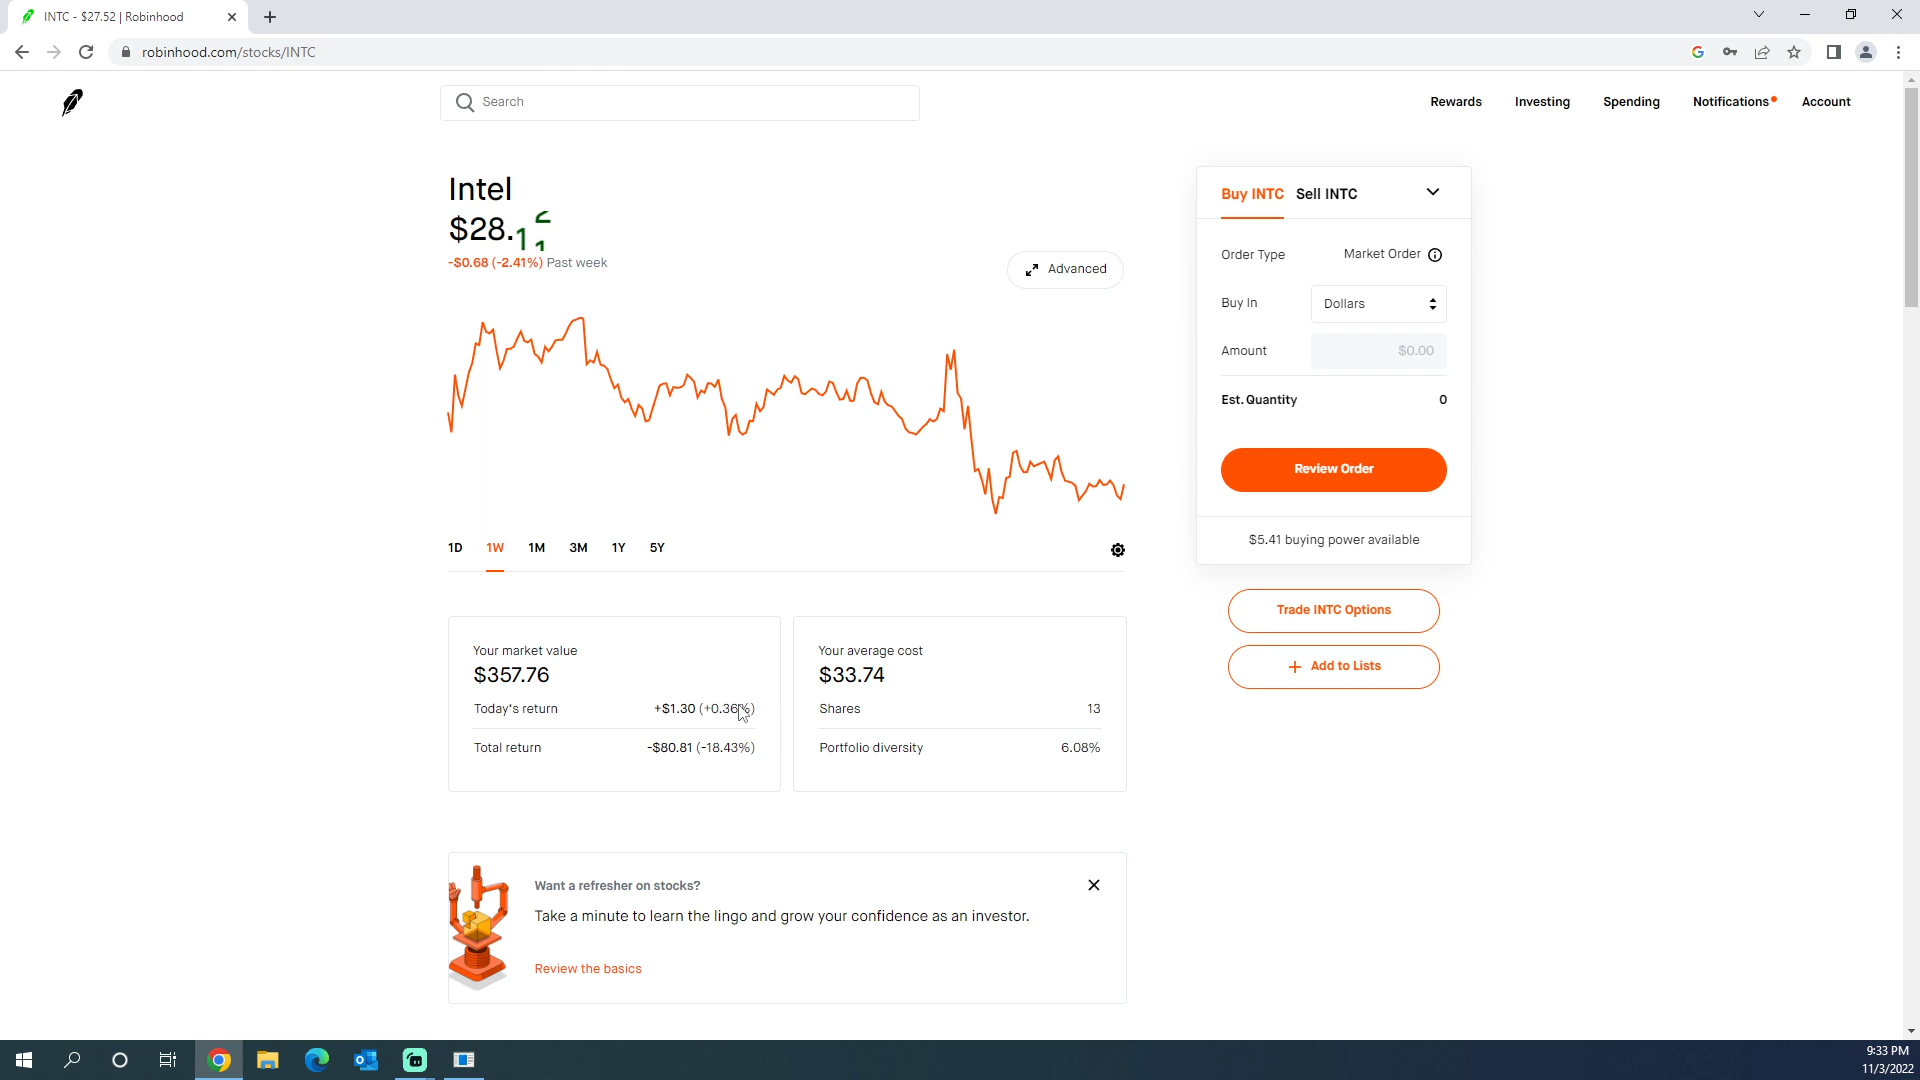 INTC - $27.52 | Robinhood
robinhood.com/stocks/INTC
Search
Rewards
Investing
Spending
Notifications
Account
Intel
$28.
-$0.68 (-2.41%) Past week
Advanced
1D 1W 1M 3M 1Y 5Y
Your market value
$357.76
Today's return +$1.30 (+0.36%)
Total return -$80.81 (-18.43%)
Your average cost
$33.74
Shares 13
Portfolio diversity 6.08%
Want a refresher on stocks?
Take a minute to learn the lingo and grow your confidence as an investor.
Review the basics
Buy INTC Sell INTC
Order Type Market Order
Buy In Dollars
Amount $0.00
Est. Quantity 0
Review Order
$5.41 buying power available
Trade INTC Options
+ Add to Lists
9:33 PM
11/3/2022